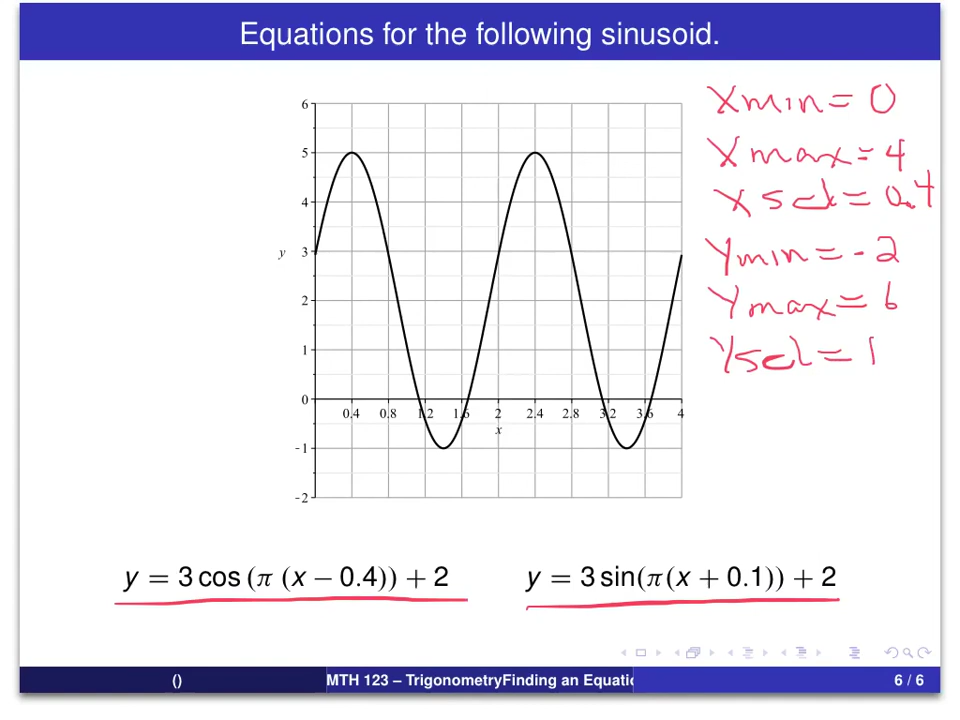 Equations for the following sinusoid.
Xmin = 0
Xmax = 4
Xscl = 0.4
Ymin = -2
Ymax = 6
Yscl = 1
6
5
4
y 3
2
1
0
0.4 0.8 1.2 1.6 2 2.4 2.8 3.2 3.6 4
x
-1
-2
y = 3 cos (π (x − 0.4)) + 2 y = 3 sin(π(x + 0.1)) + 2
() MTH 123 – TrigonometryFinding an Equatio 6 / 6